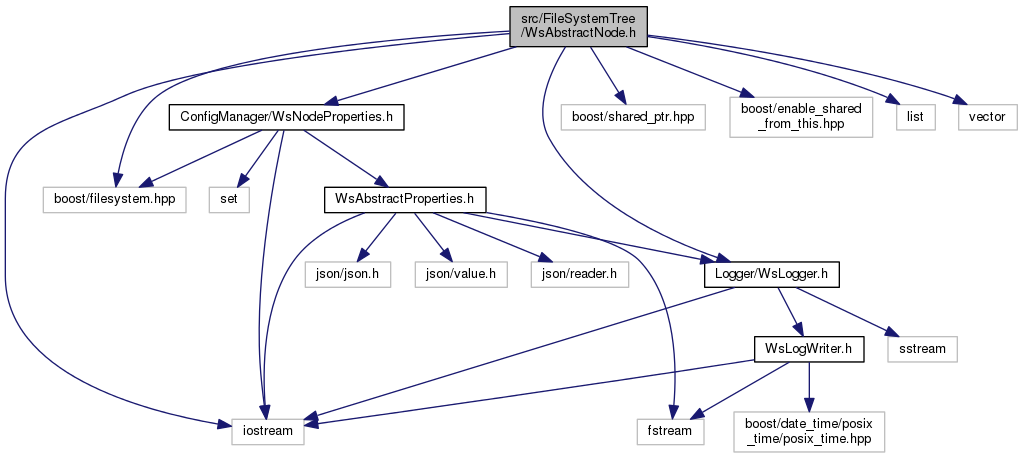 src/FileSystemTree
/WsAbstractNode.h
ConfigManager/WsNodeProperties.h
boost/shared_ptr.hpp
boost/enable_shared
_from_this.hpp
list
vector
boost/filesystem.hpp
set
WsAbstractProperties.h
json/json.h
json/value.h
json/reader.h
Logger/WsLogger.h
WsLogWriter.h
sstream
iostream
fstream
boost/date_time/posix
_time/posix_time.hpp